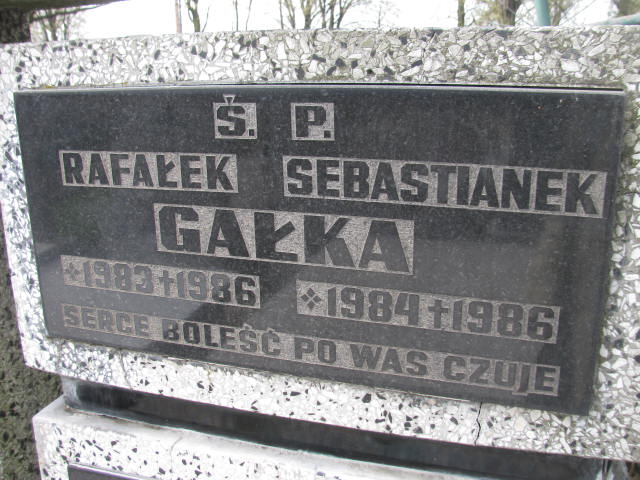 Ś. P.
RAFAŁEK SEBASTIANEK
GAŁKA
1983 † 1986 1984 † 1986
SERCE BOLEŚĆ PO WAS CZUJE